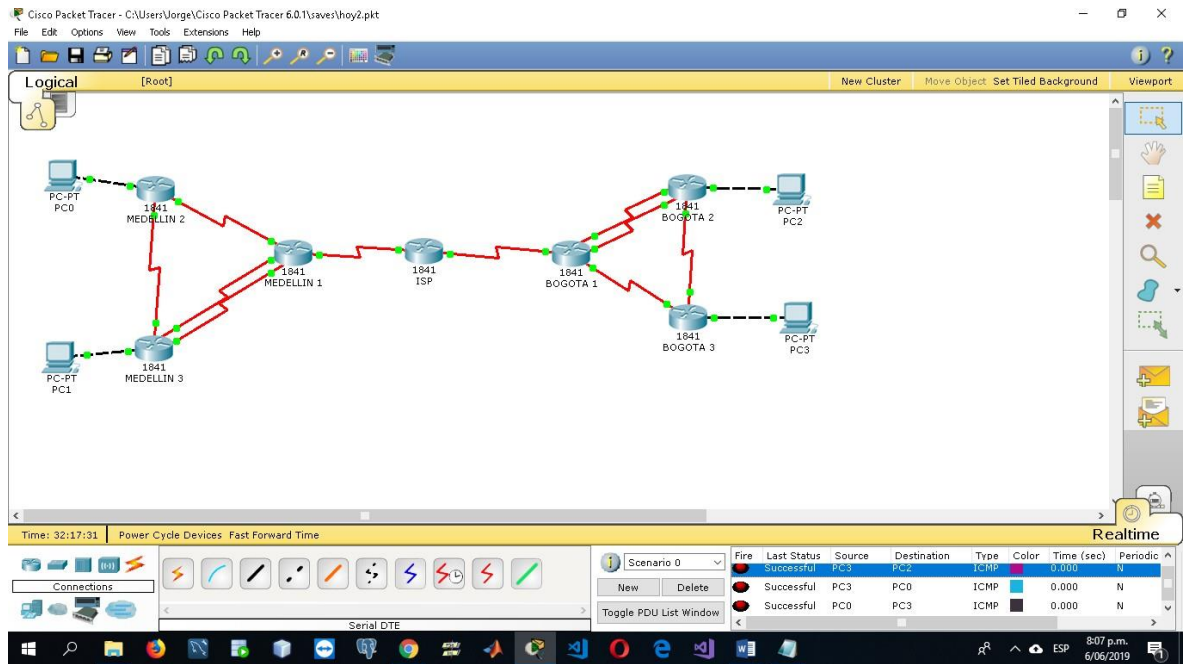 Cisco Packet Tracer - C:\Users\Jorge\Cisco Packet Tracer 6.0.1\saves\hoy2.pkt
File Edit Options View Tools Extensions Help
Logical [Root] New Cluster Move Object Set Tiled Background Viewport
PC-PT
PC0
1841
MEDELLIN 2
1841
MEDELLIN 1
1841
ISP
1841
BOGOTA 1
1841
BOGOTA 2
PC-PT
PC2
1841
BOGOTA 3
PC-PT
PC3
PC-PT
PC1
1841
MEDELLIN 3
Time: 32:17:31 Power Cycle Devices Fast Forward Time Realtime
Connections
Serial DTE
Scenario 0
New Delete
Toggle PDU List Window
Fire Last Status Source Destination Type Color Time (sec) Periodic
Successful PC3 PC2 ICMP 0.000 N
Successful PC3 PC0 ICMP 0.000 N
Successful PC0 PC3 ICMP 0.000 N
ESP
8:07 p.m.
6/06/2019